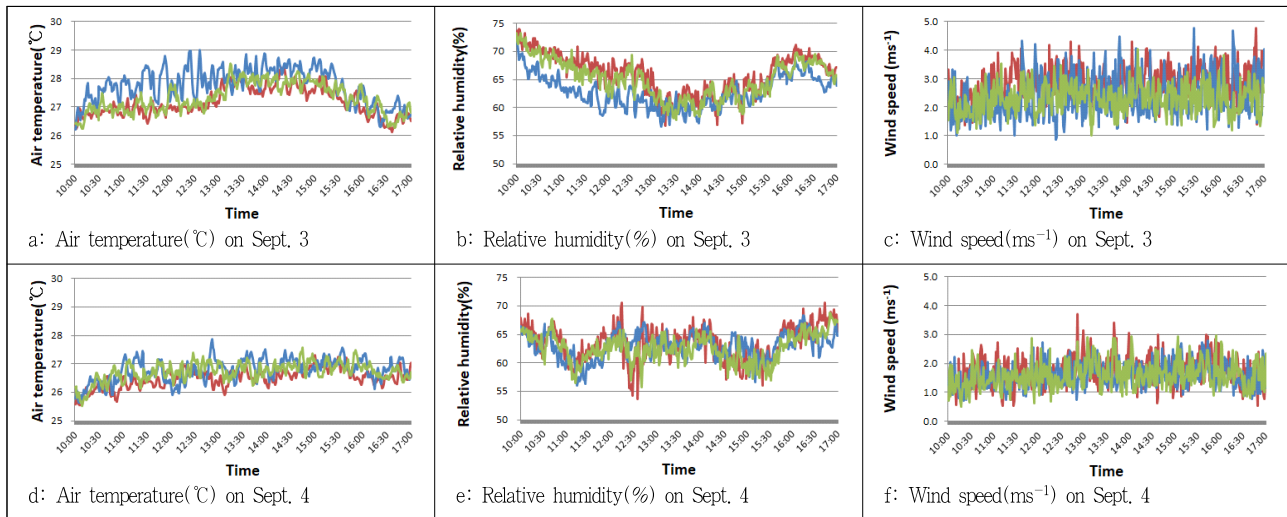 Air temperature(℃)
30
29
28
27
26
25
10:00 10:30 11:00 11:30 12:00 12:30 13:00 13:30 14:00 14:30 15:00 15:30 16:00 16:30 17:00
Time
a: Air temperature(℃) on Sept. 3
Relative humidity(%)
75
70
65
60
55
50
10:00 10:30 11:00 11:30 12:00 12:30 13:00 13:30 14:00 14:30 15:00 15:30 16:00 16:30 17:00
Time
b: Relative humidity(%) on Sept. 3
Wind speed (ms⁻¹)
5.0
4.0
3.0
2.0
1.0
0.0
10:00 10:30 11:00 11:30 12:00 12:30 13:00 13:30 14:00 14:30 15:00 15:30 16:00 16:30 17:00
Time
c: Wind speed(ms⁻¹) on Sept. 3
Air temperature(℃)
30
29
28
27
26
25
10:00 10:30 11:00 11:30 12:00 12:30 13:00 13:30 14:00 14:30 15:00 15:30 16:00 16:30 17:00
Time
d: Air temperature(℃) on Sept. 4
Relative humidity(%)
75
70
65
60
55
50
10:00 10:30 11:00 11:30 12:00 12:30 13:00 13:30 14:00 14:30 15:00 15:30 16:00 16:30 17:00
Time
e: Relative humidity(%) on Sept. 4
Wind speed (ms⁻¹)
5.0
4.0
3.0
2.0
1.0
0.0
10:00 10:30 11:00 11:30 12:00 12:30 13:00 13:30 14:00 14:30 15:00 15:30 16:00 16:30 17:00
Time
f: Wind speed(ms⁻¹) on Sept. 4